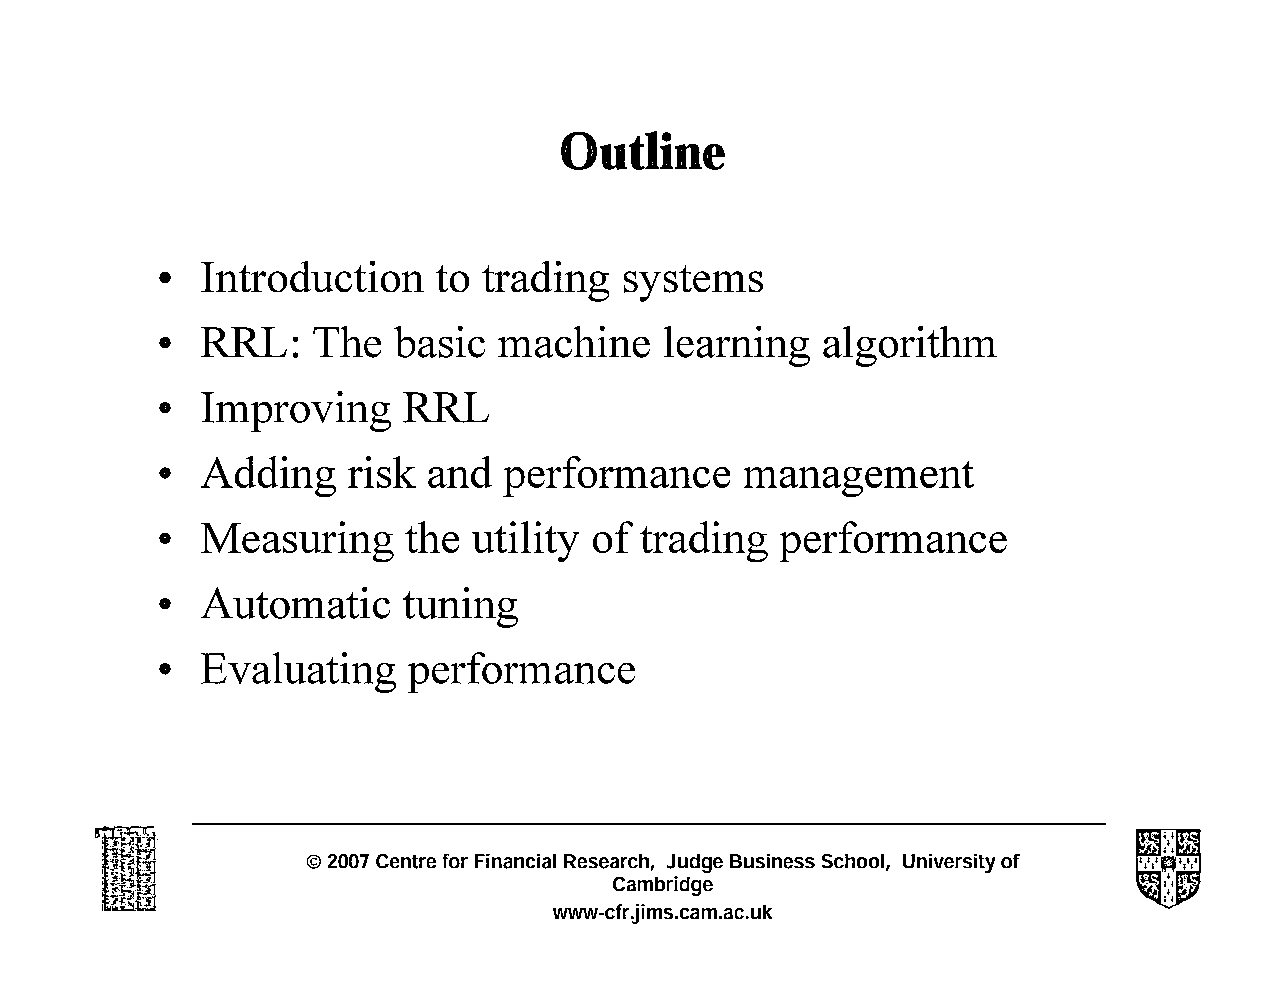 Outline
• Introduction to trading systems
• RRL: The basic machine learning algorithm
• Improving RRL
• Adding risk and performance management
• Measuring the utility of trading performance
• Automatic tuning
• Evaluating performance
© 2007 Centre for Financial Research, Judge Business School, University of
Cambridge
www-cfr.jims.cam.ac.uk